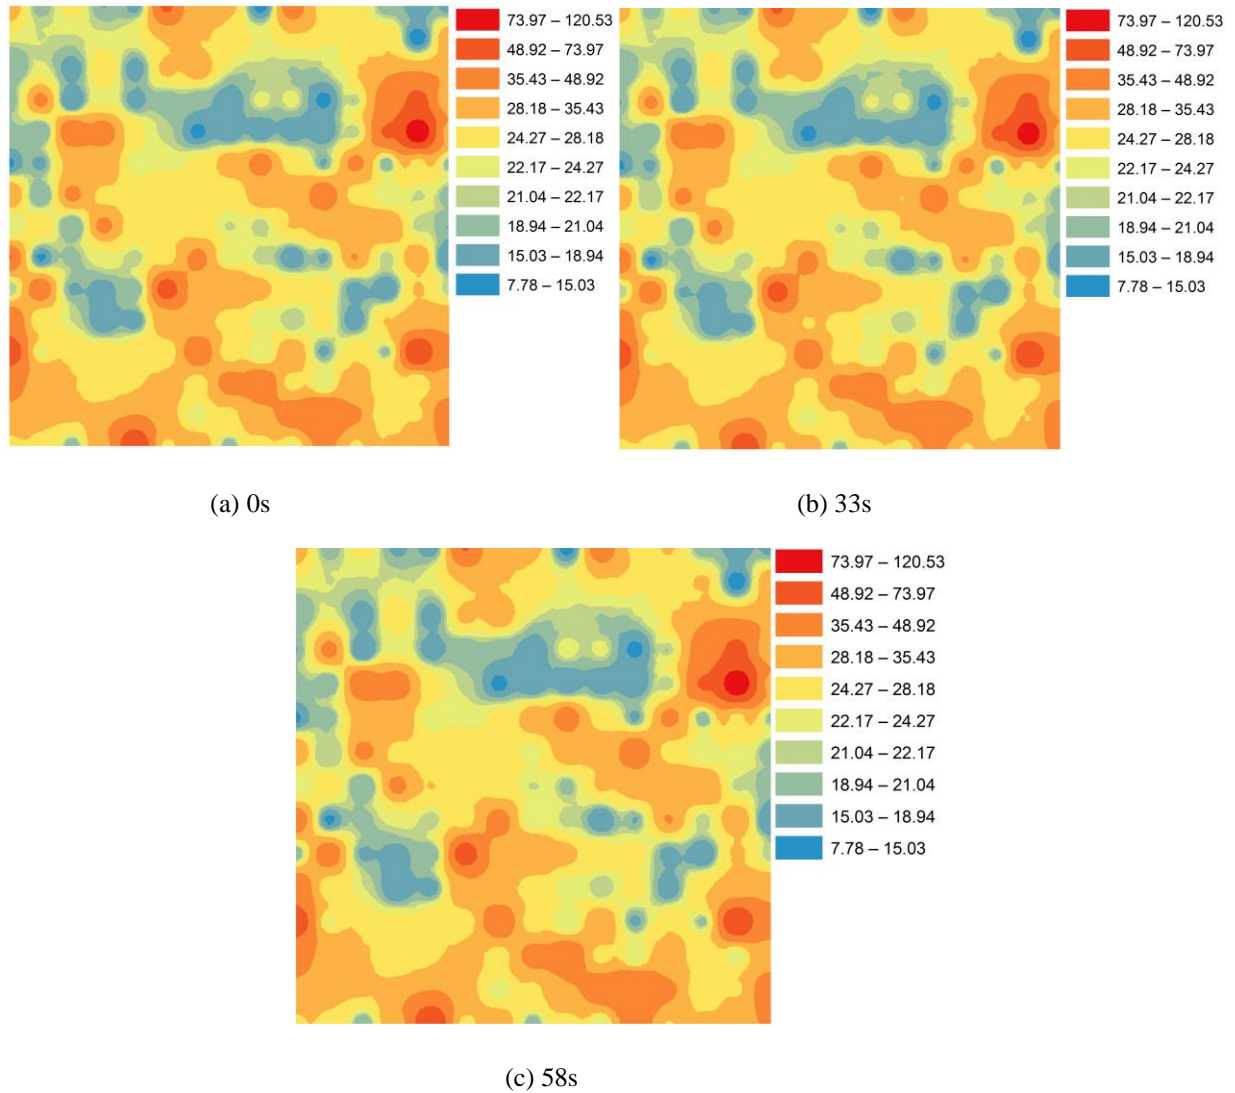 73.97 – 120.53
48.92 – 73.97
35.43 – 48.92
28.18 – 35.43
24.27 – 28.18
22.17 – 24.27
21.04 – 22.17
18.94 – 21.04
15.03 – 18.94
7.78 – 15.03
(a) 0s
73.97 – 120.53
48.92 – 73.97
35.43 – 48.92
28.18 – 35.43
24.27 – 28.18
22.17 – 24.27
21.04 – 22.17
18.94 – 21.04
15.03 – 18.94
7.78 – 15.03
(b) 33s
73.97 – 120.53
48.92 – 73.97
35.43 – 48.92
28.18 – 35.43
24.27 – 28.18
22.17 – 24.27
21.04 – 22.17
18.94 – 21.04
15.03 – 18.94
7.78 – 15.03
(c) 58s